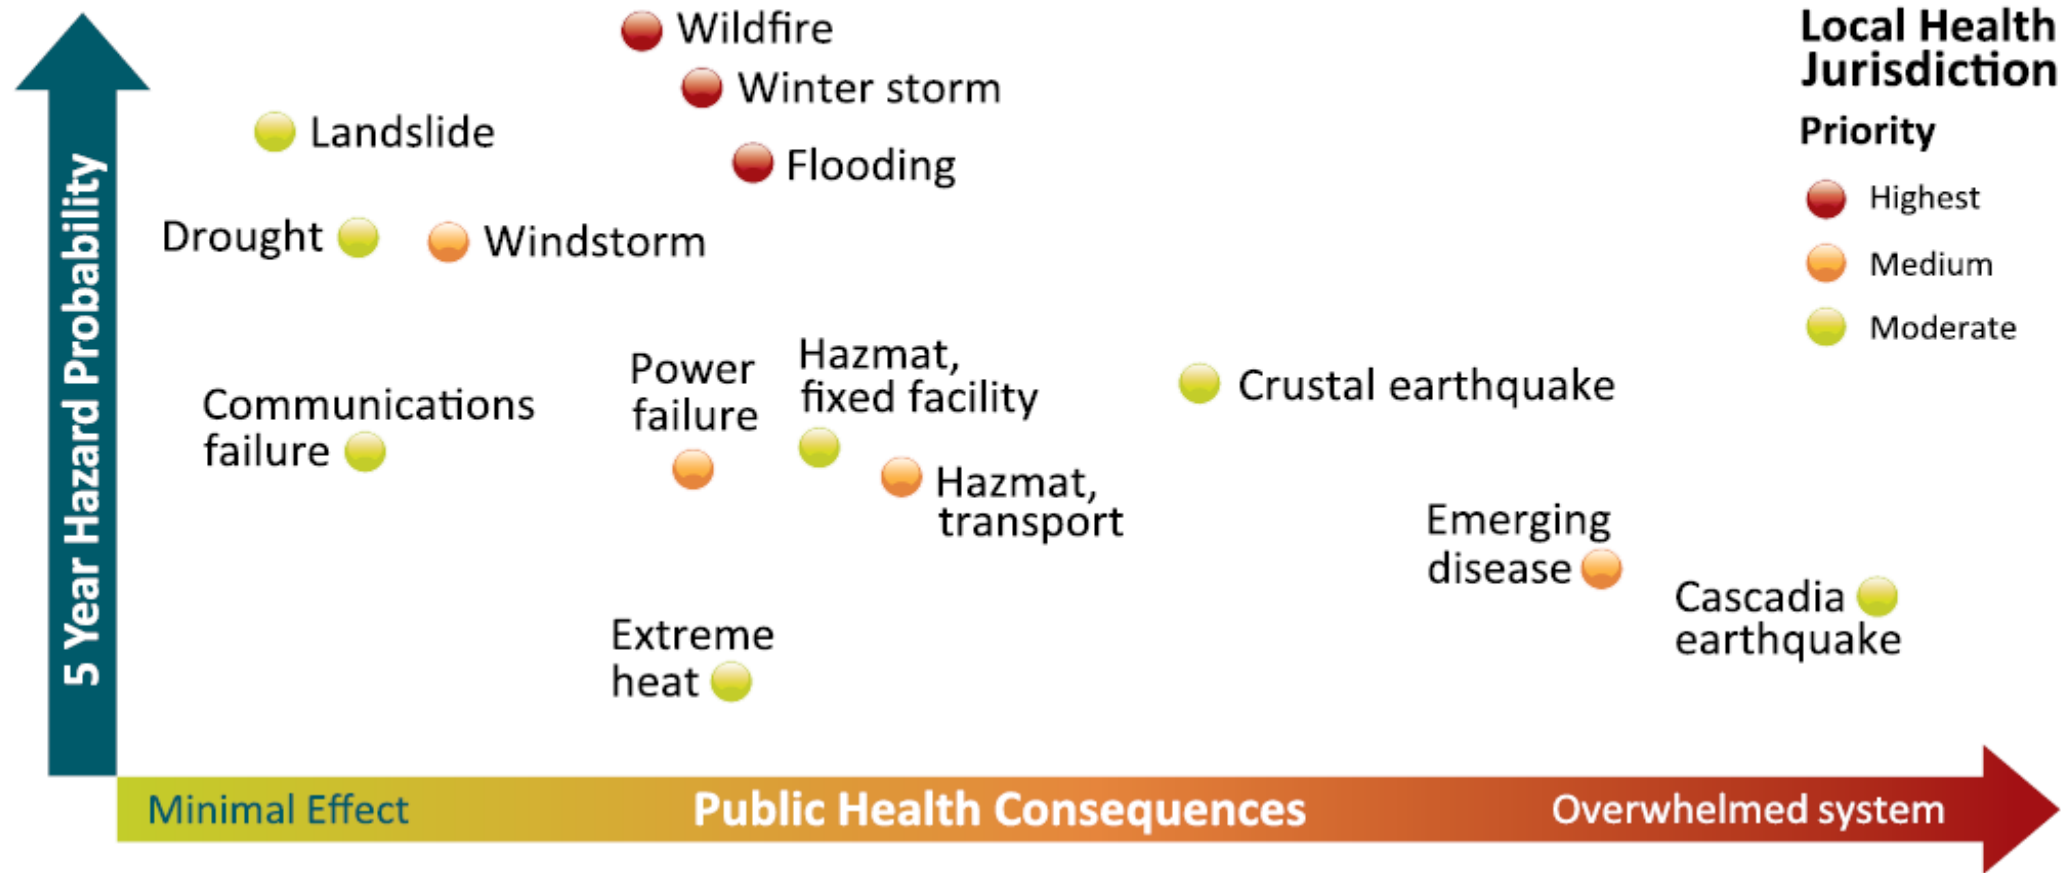 Wildfire
Winter storm
Landslide
Flooding
Drought
Windstorm
Local Health
Jurisdiction
Priority
Highest
Medium
Moderate
5 Year Hazard Probability
Communications
failure
Power
failure
Hazmat,
fixed facility
Hazmat,
transport
Crustal earthquake
Emerging
disease
Cascadia
earthquake
Extreme
heat
Minimal Effect
Public Health Consequences
Overwhelmed system